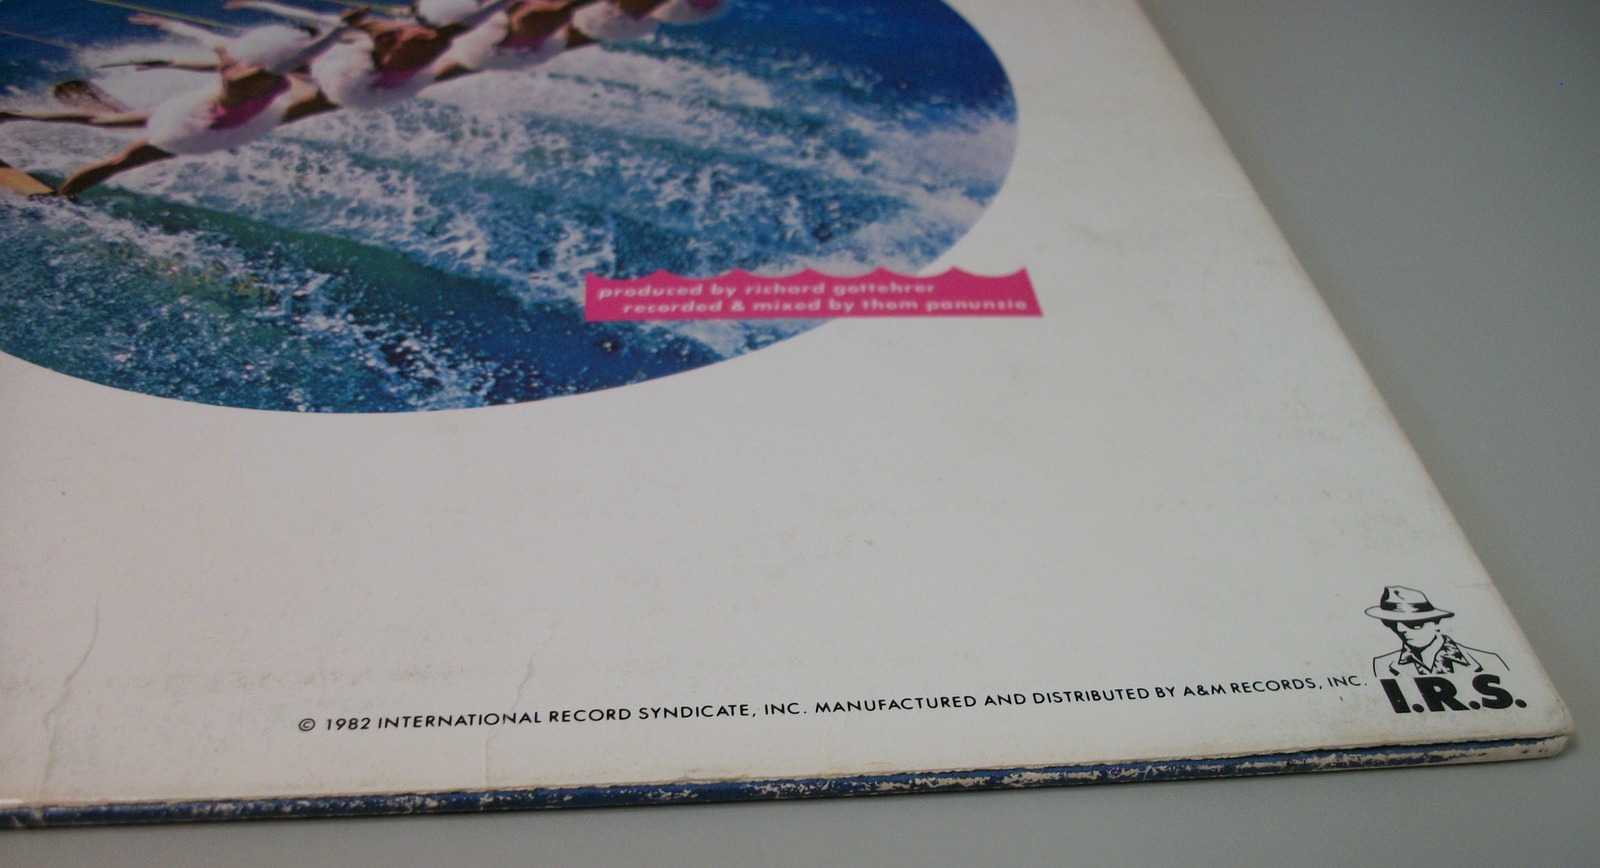 produced by richard gottehrer
recorded & mixed by thom panunzio
© 1982 INTERNATIONAL RECORD SYNDICATE, INC. MANUFACTURED AND DISTRIBUTED BY A&M RECORDS, INC.
I.R.S.